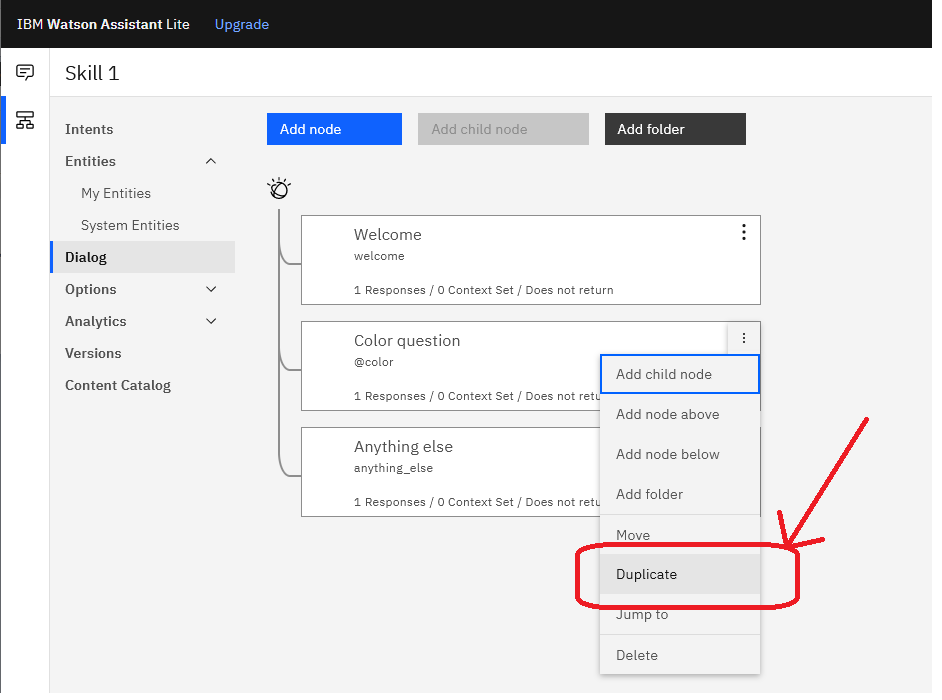 IBM Watson Assistant Lite Upgrade
Skill 1
Intents
Entities
My Entities
System Entities
Dialog
Options
Analytics
Versions
Content Catalog
Add node Add child node Add folder
Welcome
welcome
1 Responses / 0 Context Set / Does not return
Color question
@color
1 Responses / 0 Context Set / Does not retu
Anything else
anything_else
1 Responses / 0 Context Set / Does not retu
Add child node
Add node above
Add node below
Add folder
Move
Duplicate
Jump to
Delete